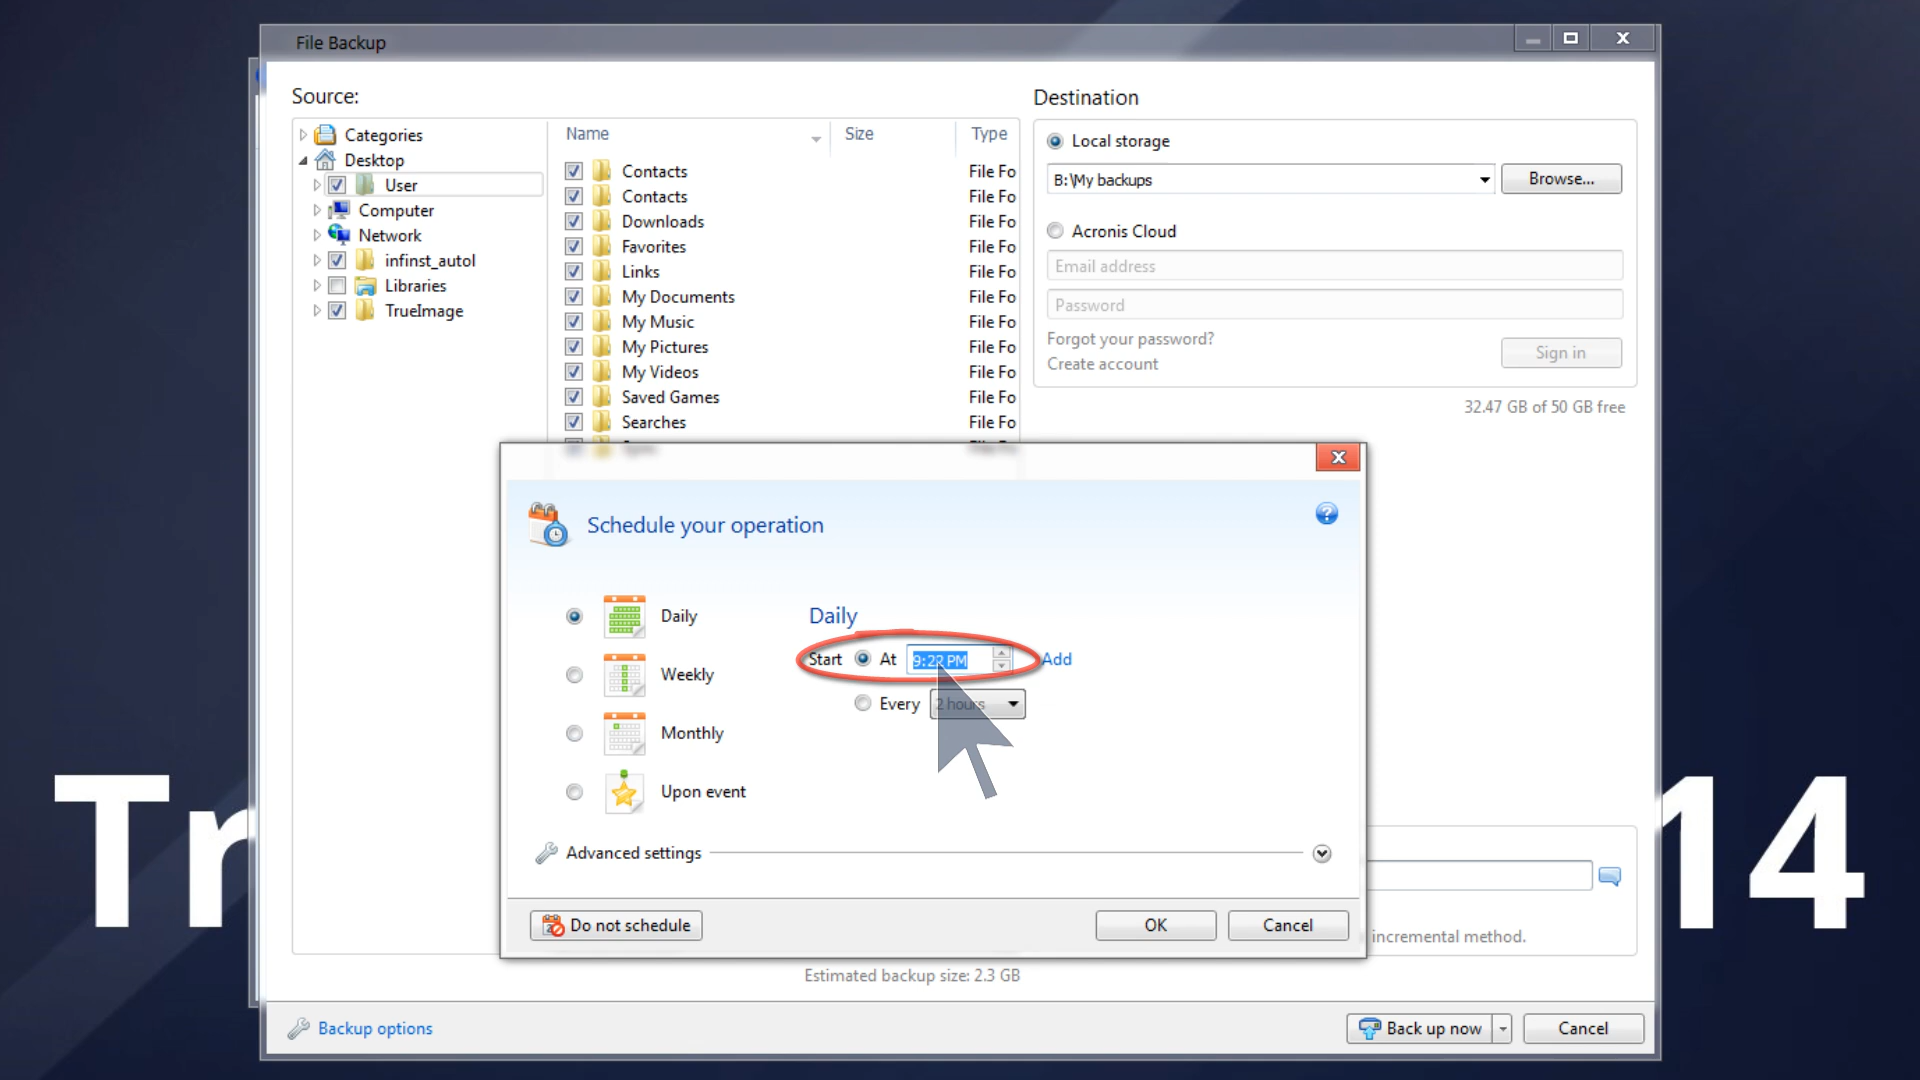 File Backup
Source:
Categories
Desktop
User
Computer
Network
infinst_autol
Libraries
TrueImage
Name Size Type
Contacts File Fo
Contacts File Fo
Downloads File Fo
Favorites File Fo
Links File Fo
My Documents File Fo
My Music File Fo
My Pictures File Fo
My Videos File Fo
Saved Games File Fo
Searches File Fo
Destination
Local storage
B:\My backups
Browse...
Acronis Cloud
Email address
Password
Forgot your password?
Create account
Sign in
32.47 GB of 50 GB free
Schedule your operation
Daily
Weekly
Monthly
Upon event
Daily
Start At 9:22 PM Add
Every 2 hours
Advanced settings
Do not schedule
OK
Cancel
incremental method.
Estimated backup size: 2.3 GB
Backup options
Back up now
Cancel
Tr 14